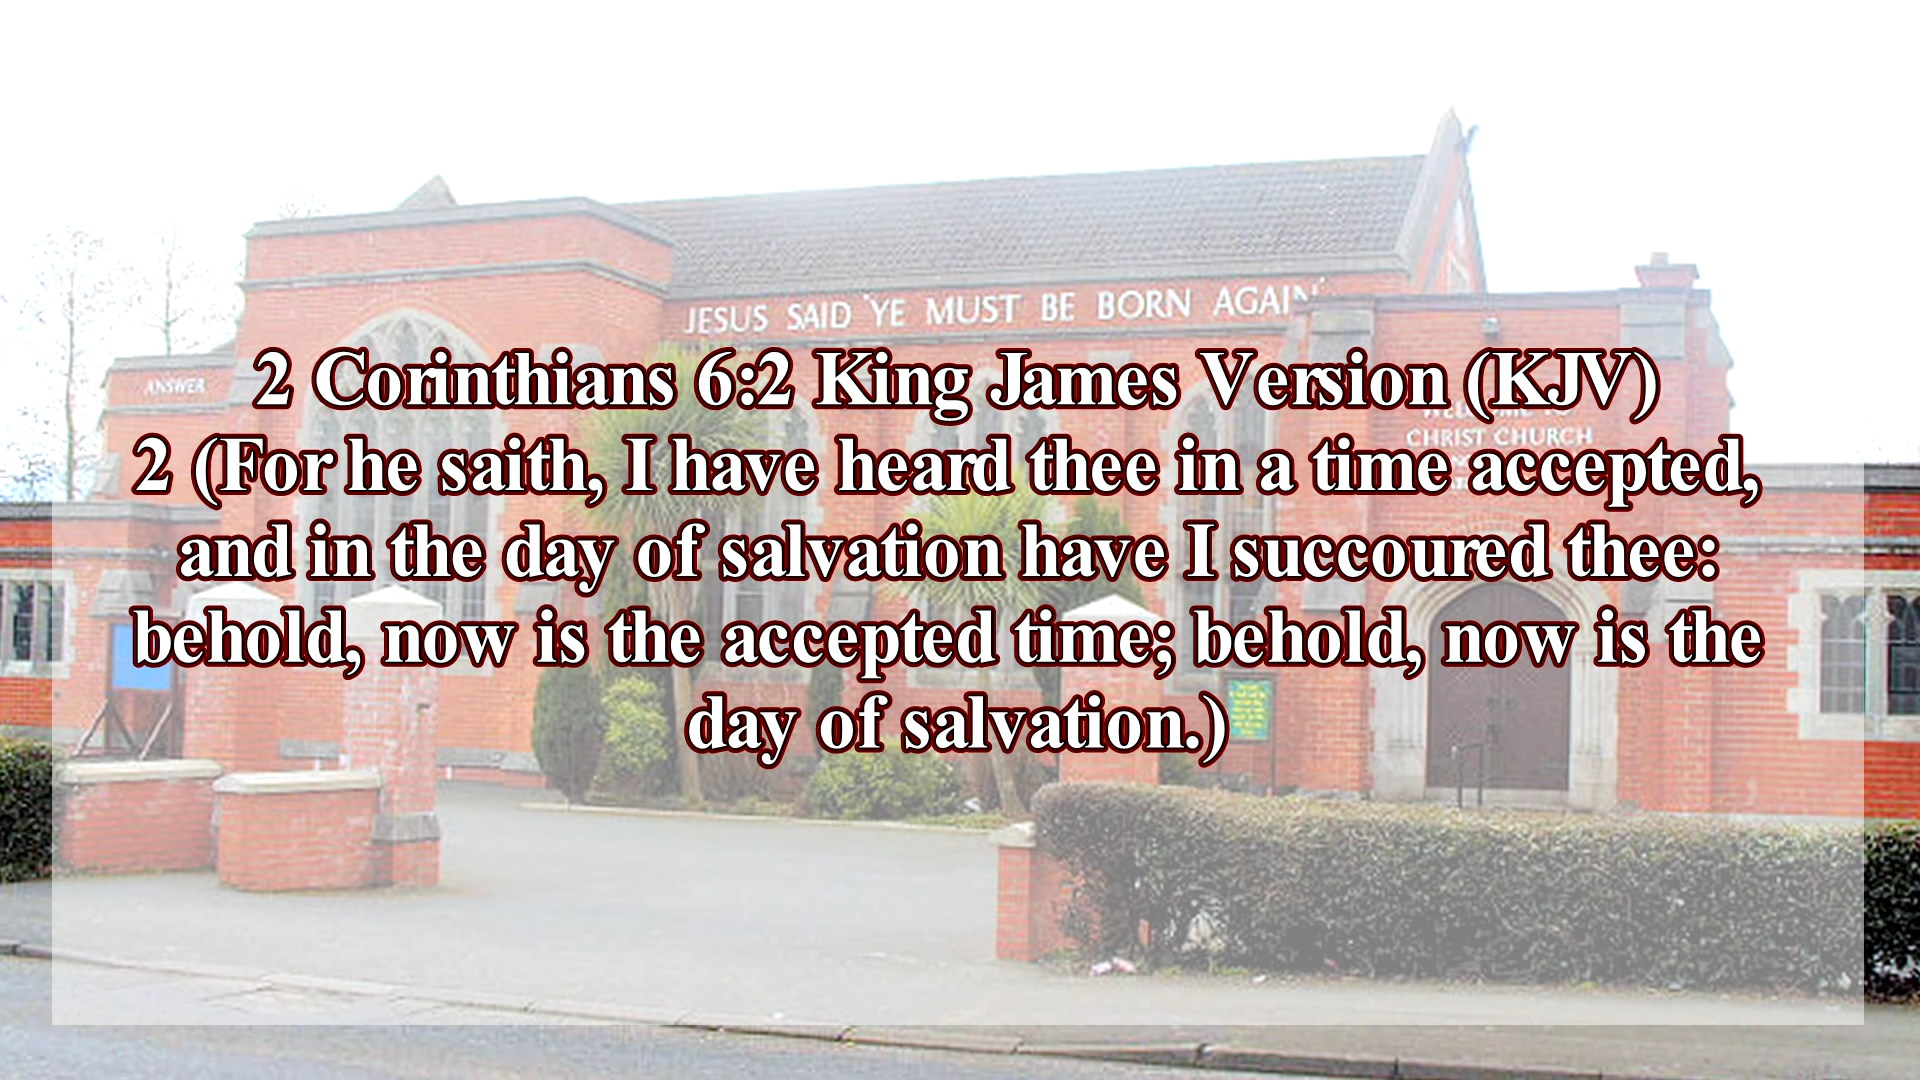 JESUS SAID 'YE MUST BE BORN AGAIN'
ANSWER
2 Corinthians 6:2 King James Version (KJV)
CHRIST CHURCH
2 (For he saith, I have heard thee in a time accepted,
and in the day of salvation have I succoured thee:
behold, now is the accepted time; behold, now is the
day of salvation.)